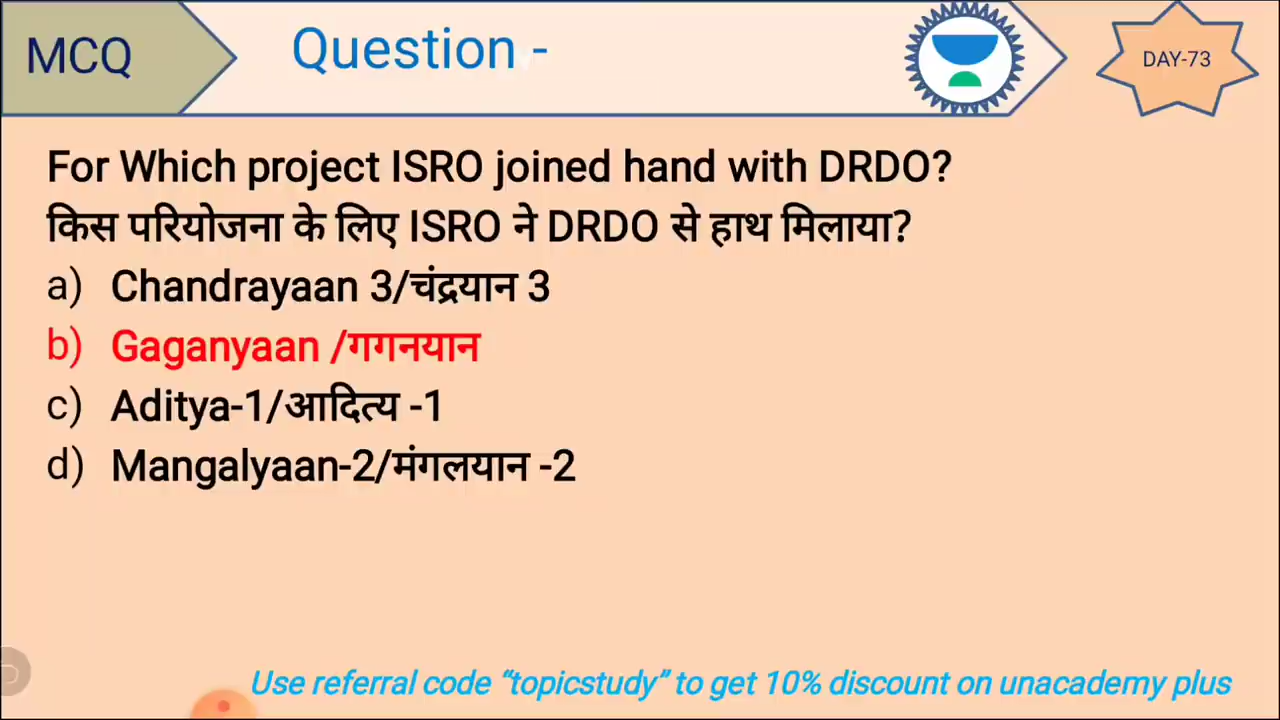 MCQ
Question -
DAY-73
For Which project ISRO joined hand with DRDO?
किस परियोजना के लिए ISRO ने DRDO से हाथ मिलाया?
a) Chandrayaan 3/चंद्रयान 3
b) Gaganyaan /गगनयान
c) Aditya-1/आदित्य -1
d) Mangalyaan-2/मंगलयान -2
Use referral code “topicstudy” to get 10% discount on unacademy plus